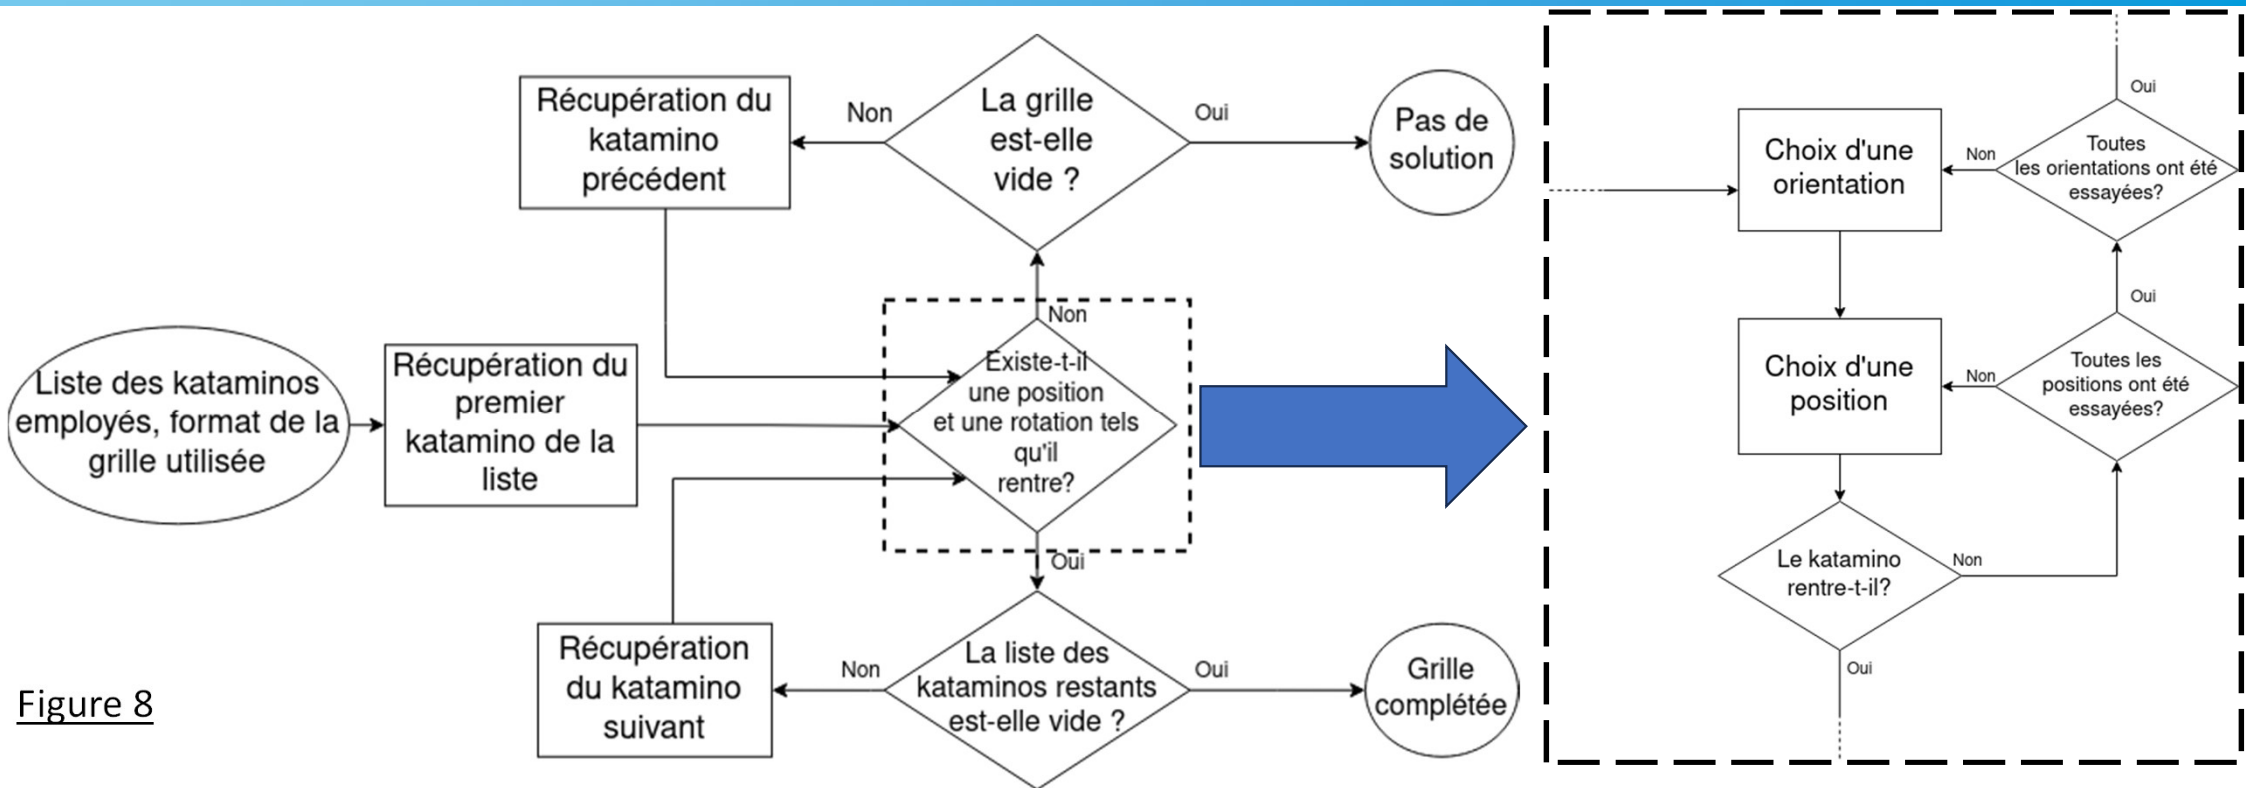 Récupération du
katamino
précédent
Non
La grille
est-elle
vide ?
Oui
Pas de
solution
Liste des kataminos
employés, format de la
grille utilisée
Récupération du
premier
katamino de la
liste
Non
Existe-t-il
une position
et une rotation tels
qu'il
rentre?
Oui
Récupération
du katamino
suivant
Non
La liste des
kataminos restants
est-elle vide ?
Oui
Grille
complétée
Figure 8
Oui
Choix d'une
orientation
Non
Toutes
les orientations ont été
essayées?
Oui
Choix d'une
position
Non
Toutes les
positions ont été
essayées?
Le katamino
rentre-t-il?
Non
Oui